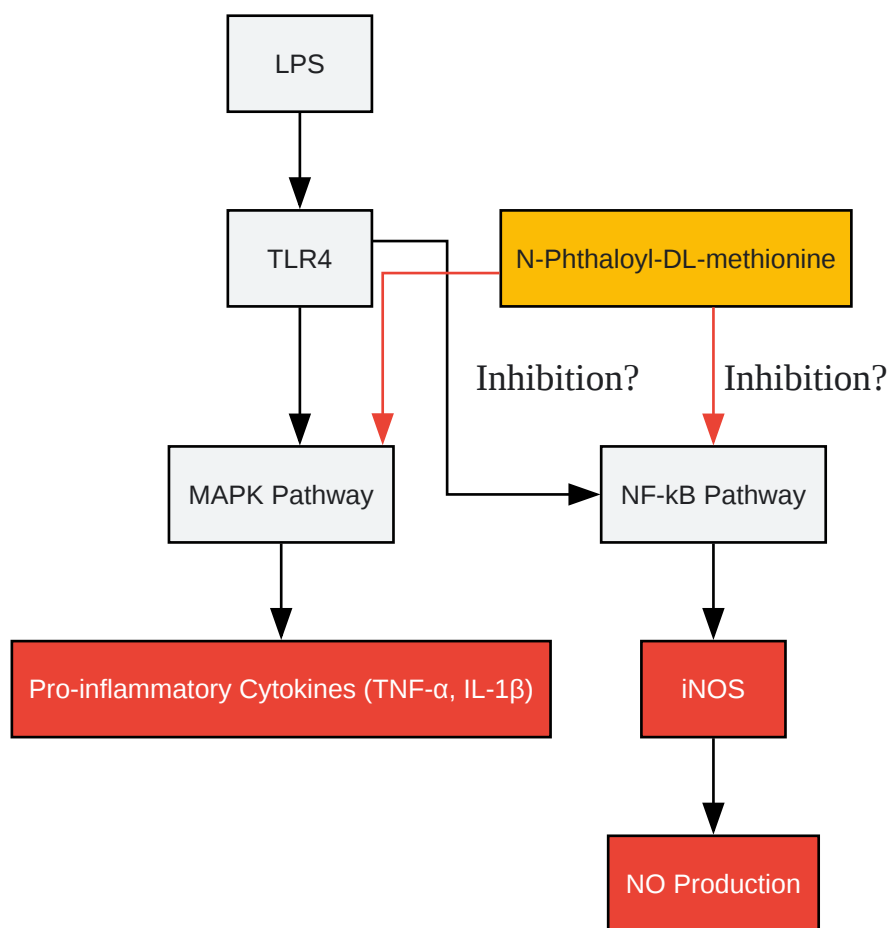 LPS
TLR4
N-Phthaloyl-DL-methionine
Inhibition?
Inhibition?
MAPK Pathway
NF-kB Pathway
Pro-inflammatory Cytokines (TNF-α, IL-1β)
iNOS
NO Production